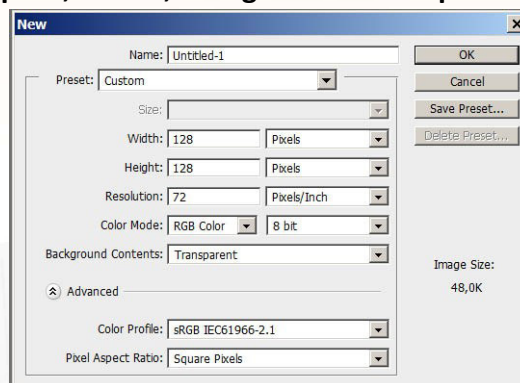 New
Name: Untitled-1
OK
Preset: Custom
Cancel
Size:
Save Preset...
Width: 128 Pixels
Delete Preset...
Height: 128 Pixels
Resolution: 72 Pixels/Inch
Color Mode: RGB Color 8 bit
Background Contents: Transparent
Image Size:
48,0K
Advanced
Color Profile: sRGB IEC61966-2.1
Pixel Aspect Ratio: Square Pixels